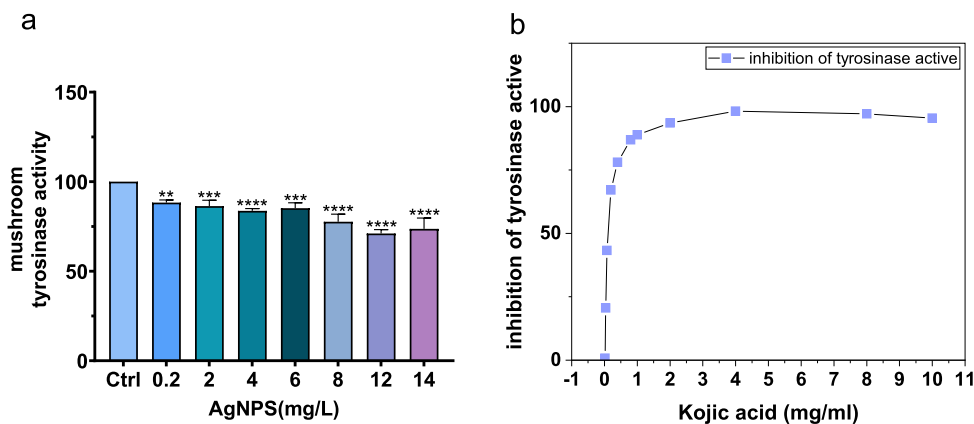 a
mushroom
tyrosinase activity
150
100
50
0
**
***
****
***
****
****
****
Ctrl 0.2 2 4 6 8 12 14
AgNPS(mg/L)
b
inhibition of tyrosinase active
inhibition of tyrosinase active
100
50
0
-1 0 1 2 3 4 5 6 7 8 9 10 11
Kojic acid (mg/ml)